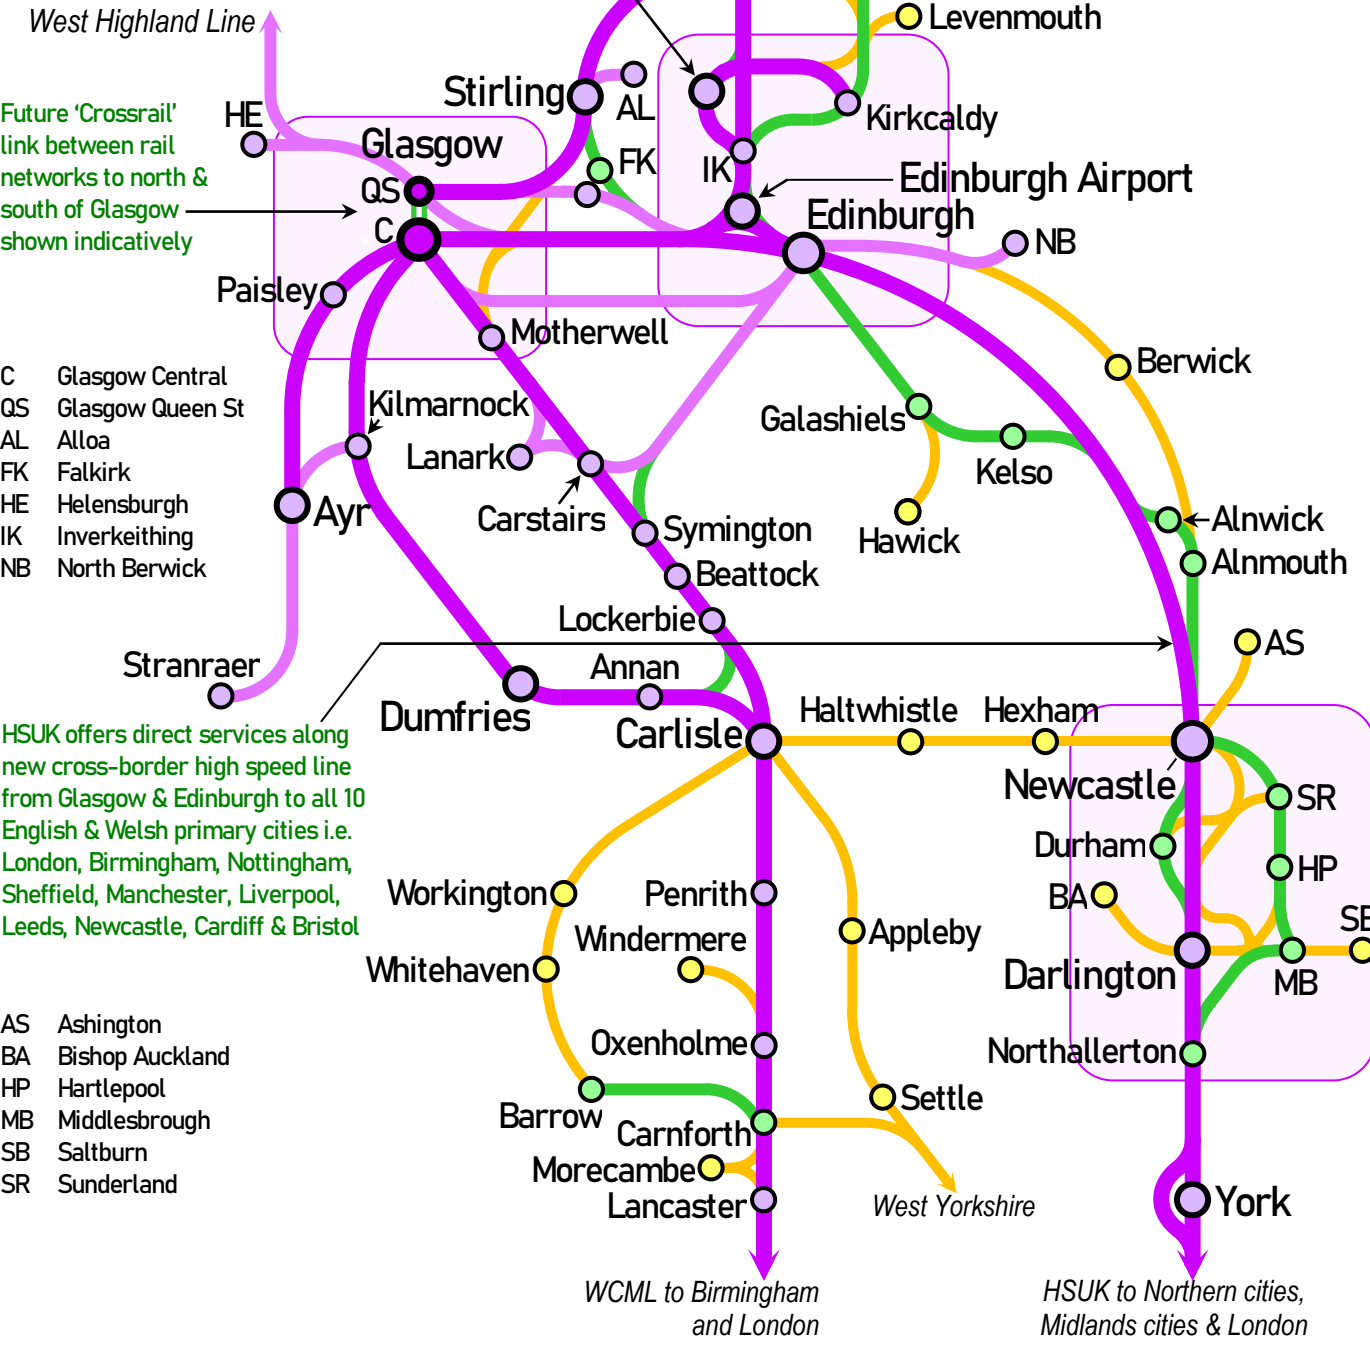 West Highland Line
Levenmouth
Stirling
AL
Kirkcaldy
Future ‘Crossrail’
link between rail
networks to north &
south of Glasgow
shown indicatively
HE
Glasgow
FK
IK
QS
Edinburgh Airport
Edinburgh
C
NB
Paisley
Motherwell
Berwick
C Glasgow Central
QS Glasgow Queen St
AL Alloa
FK Falkirk
HE Helensburgh
IK Inverkeithing
NB North Berwick
Kilmarnock
Galashiels
Lanark
Kelso
Ayr
Carstairs
Symington
Hawick
Alnwick
Alnmouth
Beattock
Lockerbie
AS
Stranraer
Annan
Dumfries
Carlisle
Haltwhistle
Hexham
HSUK offers direct services along
new cross-border high speed line
from Glasgow & Edinburgh to all 10
English & Welsh primary cities i.e.
London, Birmingham, Nottingham,
Sheffield, Manchester, Liverpool,
Leeds, Newcastle, Cardiff & Bristol
Newcastle
SR
Durham
HP
Workington
Penrith
BA
SB
Windermere
Appleby
Whitehaven
Darlington
MB
AS Ashington
BA Bishop Auckland
HP Hartlepool
MB Middlesbrough
SB Saltburn
SR Sunderland
Oxenholme
Northallerton
Barrow
Settle
Carnforth
Morecambe
Lancaster
West Yorkshire
York
WCML to Birmingham
and London
HSUK to Northern cities,
Midlands cities & London